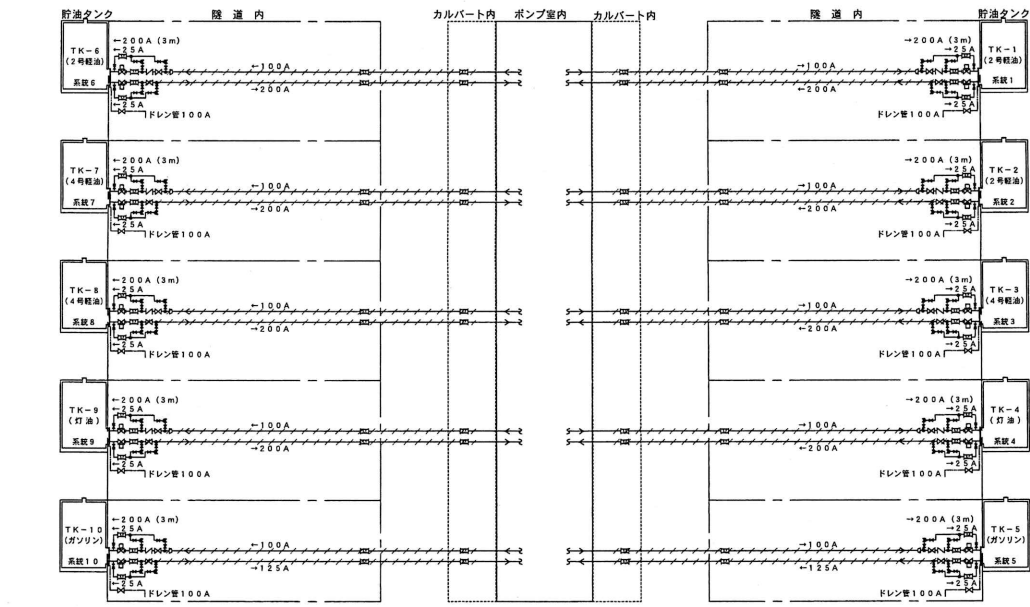 貯油タンク 隧道内 カルバート内 ポンプ室内 カルバート内 隧道内 貯油タンク
TK-6
(2号軽油)
系統6
←200A (3m)
←25A
←100A
→200A
←25A
ドレン管100A
→200A (3m)
→25A
→100A
←200A
→25A
ドレン管100A
TK-1
(2号軽油)
系統1
TK-7
(4号軽油)
系統7
←200A (3m)
←25A
←100A
→200A
←25A
ドレン管100A
→200A (3m)
→25A
→100A
←200A
→25A
ドレン管100A
TK-2
(2号軽油)
系統2
TK-8
(4号軽油)
系統8
←200A (3m)
←25A
←100A
→200A
←25A
ドレン管100A
→200A (3m)
→25A
→100A
←200A
→25A
ドレン管100A
TK-3
(4号軽油)
系統3
TK-9
(灯油)
系統9
←200A (3m)
←25A
←100A
→200A
←25A
ドレン管100A
→200A (3m)
→25A
→100A
←200A
→25A
ドレン管100A
TK-4
(灯油)
系統4
TK-10
(ガソリン)
系統10
←200A (3m)
←25A
←100A
→125A
←25A
ドレン管100A
→200A (3m)
→25A
→100A
←125A
→25A
ドレン管100A
TK-5
(ガソリン)
系統5